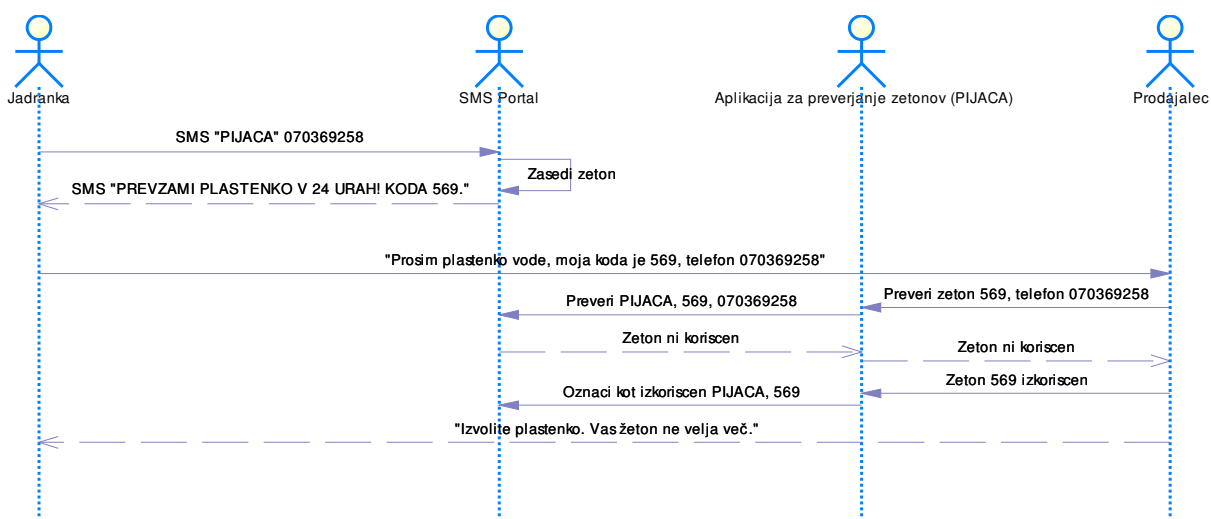 Jadranka
SMS Portal
Aplikacija za preverjanje zetonov (PIJACA)
Prodajalec
SMS "PIJACA" 070369258
Zasedi zeton
SMS "PREVZAMI PLASTENKO V 24 URAH! KODA 569."
"Prosim plastenko vode, moja koda je 569, telefon 070369258"
Preveri zeton 569, telefon 070369258
Preveri PIJACA, 569, 070369258
Zeton ni koriscen
Zeton ni koriscen
Zeton 569 izkoriscen
Oznaci kot izkoriscen PIJACA, 569
"Izvolite plastenko. Vas žeton ne velja več."